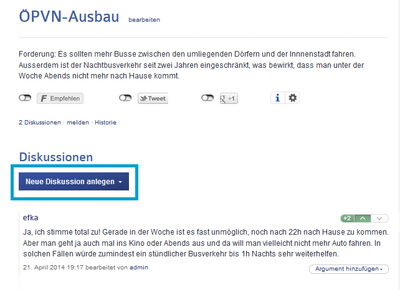 ÖPVN-Ausbau bearbeiten
Forderung: Es sollten mehr Busse zwischen den umliegenden Dörfern und der Innnenstadt fahren.
Ausserdem ist der Nachtbusverkehr seit zwei Jahren eingeschränkt, was bewirkt, dass man unter der
Woche Abends nicht mehr nach Hause kommt.
F Empfehlen Tweet g +1 i
2 Diskussionen · melden · Historie
Diskussionen
Neue Diskussion anlegen
efka +2
Ja, ich stimme total zu! Gerade in der Woche ist es fast unmöglich, noch nach 22h nach Hause zu kommen.
Aber man geht ja auch mal ins Kino oder Abends aus und da will man vielleicht nicht mehr Auto fahren. In
solchen Fällen würde zumindest ein stündlicher Busverkehr bis 1h Nachts sehr weiterhelfen.
21. April 2014 19:17 bearbeitet von admin Argument hinzufügen